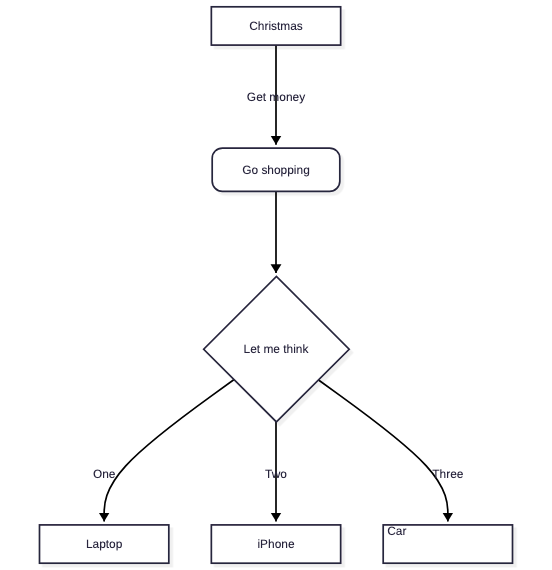 Christmas
Get money
Go shopping
Let me think
One
Two
Three
Laptop
iPhone
Car